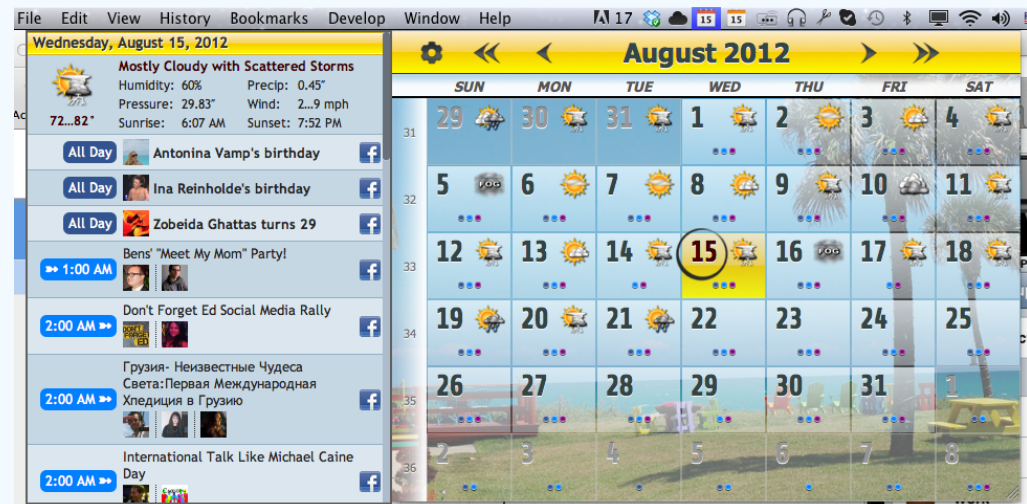 File Edit View History Bookmarks Develop Window Help 17 15 15
Wednesday, August 15, 2012
Mostly Cloudy with Scattered Storms
Humidity: 60% Precip: 0.45″
Pressure: 29.83″ Wind: 2...9 mph
72...82° Sunrise: 6:07 AM Sunset: 7:52 PM
All Day Antonina Vamp's birthday f
All Day Ina Reinholde's birthday f
All Day Zobeida Ghattas turns 29 f
Bens' "Meet My Mom" Party!
1:00 AM f
Don't Forget Ed Social Media Rally
2:00 AM DON'T FORGET ED f
Грузия- Неизвестные Чудеса
Света:Первая Международная
2:00 AM Хпедиция в Грузию f
International Talk Like Michael Caine
Day
2:00 AM f
August 2012
SUN MON TUE WED THU FRI SAT
31 29 30 31 1 2 3 4
32 5 FOG 6 7 8 9 10 11
33 12 13 14 15 16 FOG 17 18
34 19 20 21 22 23 24 25
35 26 27 28 29 30 31 1
36 2 3 4 5 6 7 8